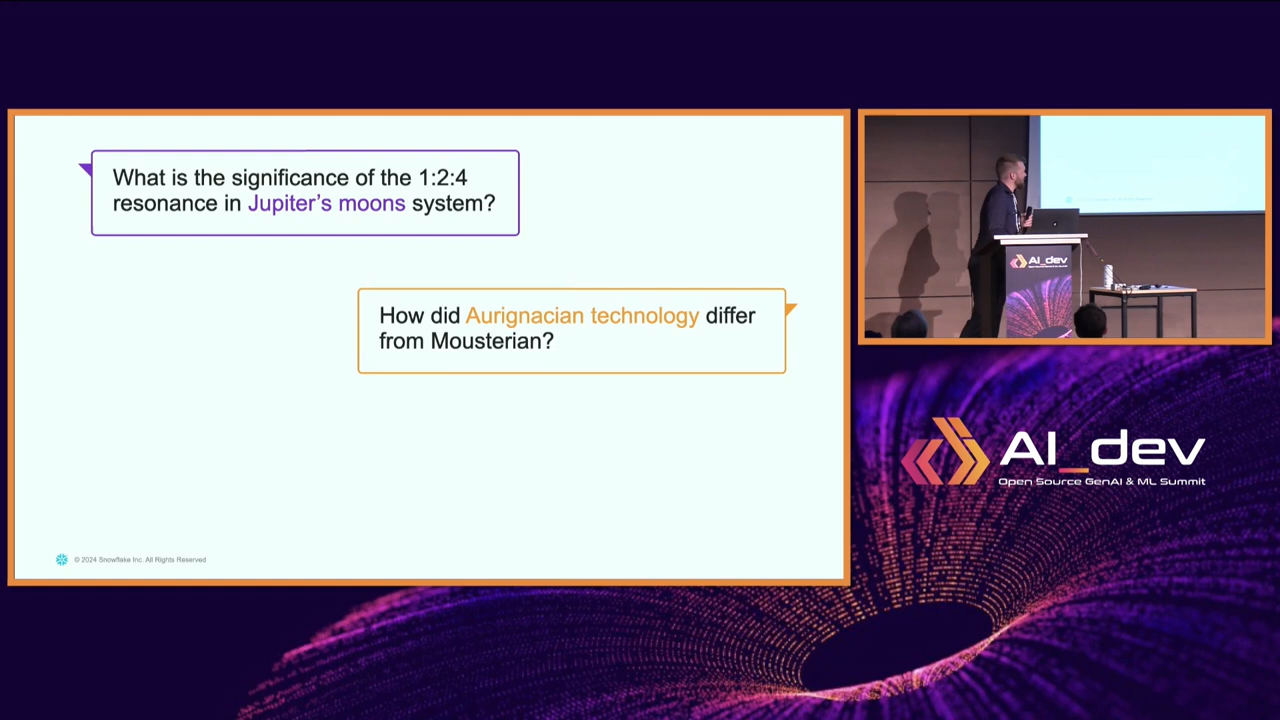 What is the significance of the 1:2:4
resonance in Jupiter's moons system?
How did Aurignacian technology differ
from Mousterian?
© 2024 Snowflake Inc. All Rights Reserved
AI_dev
AI_dev
Open Source GenAI & ML Summit